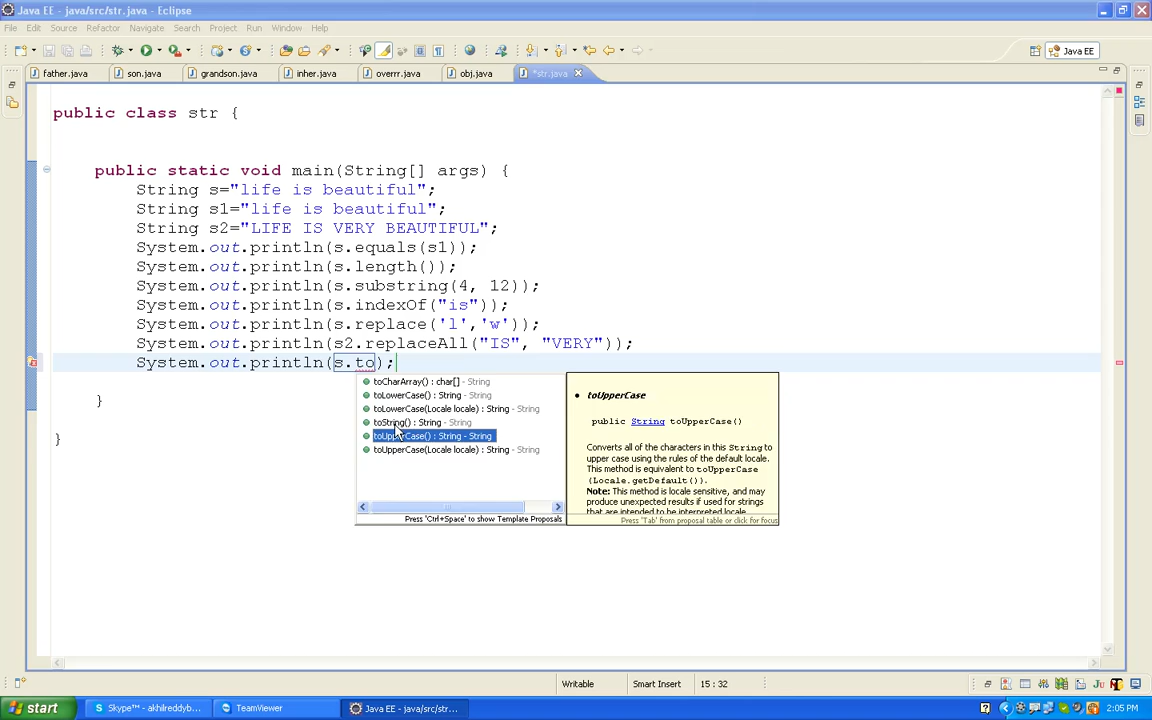 Java EE - java/src/str.java - Eclipse
File Edit Source Refactor Navigate Search Project Run Window Help
Java EE
father.java son.java grandson.java inher.java overrr.java obj.java *str.java
public class str {
public static void main(String[] args) {
String s="life is beautiful";
String s1="life is beautiful";
String s2="LIFE IS VERY BEAUTIFUL";
System.out.println(s.equals(s1));
System.out.println(s.length());
System.out.println(s.substring(4, 12));
System.out.println(s.indexOf("is"));
System.out.println(s.replace('l','w'));
System.out.println(s2.replaceAll("IS", "VERY"));
System.out.println(s.to);
}
}
toCharArray() : char[] - String
toLowerCase() : String - String
toLowerCase(Locale locale) : String - String
toString() : String - String
toUpperCase() : String - String
toUpperCase(Locale locale) : String - String
Press 'Ctrl+Space' to show Template Proposals
toUpperCase
public String toUpperCase()
Converts all of the characters in this String to
upper case using the rules of the default locale.
This method is equivalent to toUpperCase
(Locale.getDefault()).
Note: This method is locale sensitive, and may
produce unexpected results if used for strings
that are intended to be interpreted locale
Press 'Tab' from proposal table or click for focus
Writable Smart Insert 15 : 32
start Skype™ - akhilreddyb... TeamViewer Java EE - java/src/str... 2:05 PM